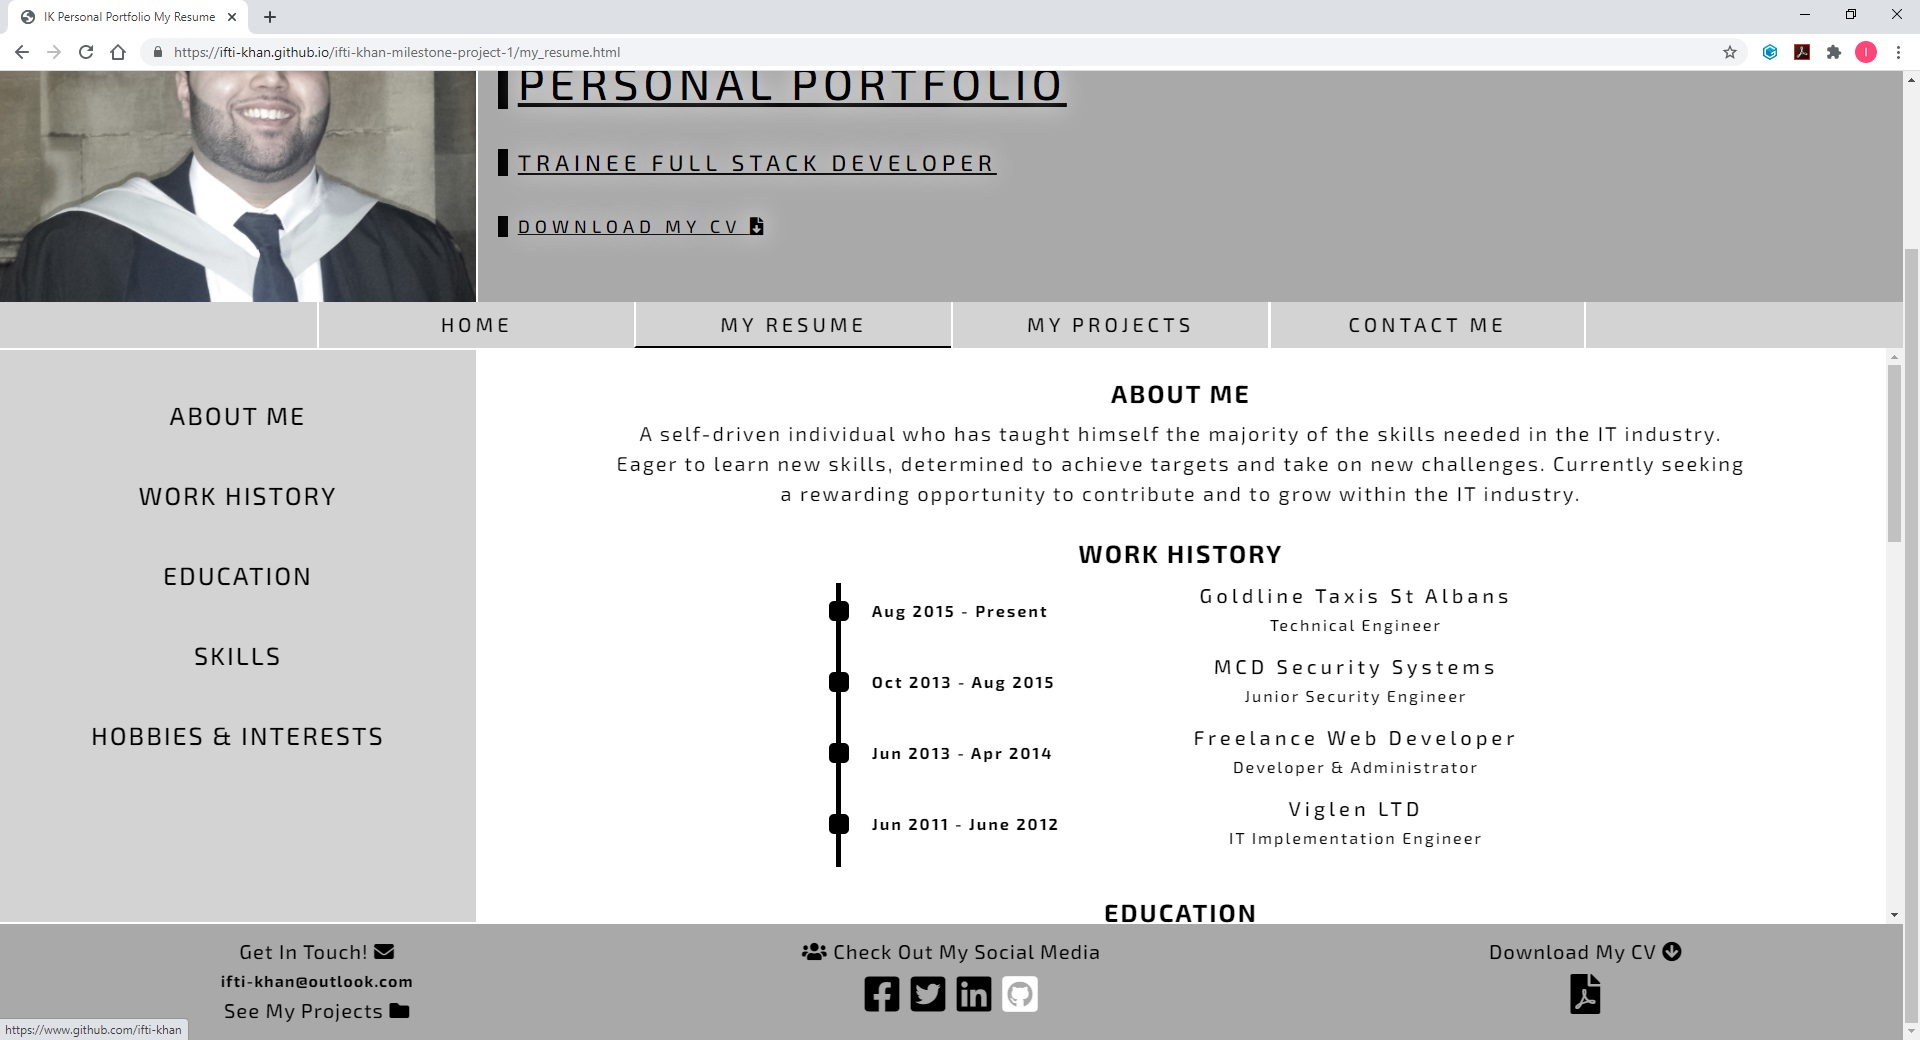 IK Personal Portfolio My Resume
https://ifti-khan.github.io/ifti-khan-milestone-project-1/my_resume.html
I
PERSONAL PORTFOLIO
TRAINEE FULL STACK DEVELOPER
DOWNLOAD MY CV
HOME
MY RESUME
MY PROJECTS
CONTACT ME
ABOUT ME
WORK HISTORY
EDUCATION
SKILLS
HOBBIES & INTERESTS
ABOUT ME
A self-driven individual who has taught himself the majority of the skills needed in the IT industry.
Eager to learn new skills, determined to achieve targets and take on new challenges. Currently seeking
a rewarding opportunity to contribute and to grow within the IT industry.
WORK HISTORY
Aug 2015 - Present
Goldline Taxis St Albans
Technical Engineer
Oct 2013 - Aug 2015
MCD Security Systems
Junior Security Engineer
Jun 2013 - Apr 2014
Freelance Web Developer
Developer & Administrator
Jun 2011 - June 2012
Viglen LTD
IT Implementation Engineer
EDUCATION
Get In Touch!
ifti-khan@outlook.com
See My Projects
Check Out My Social Media
Download My CV
https://www.github.com/ifti-khan